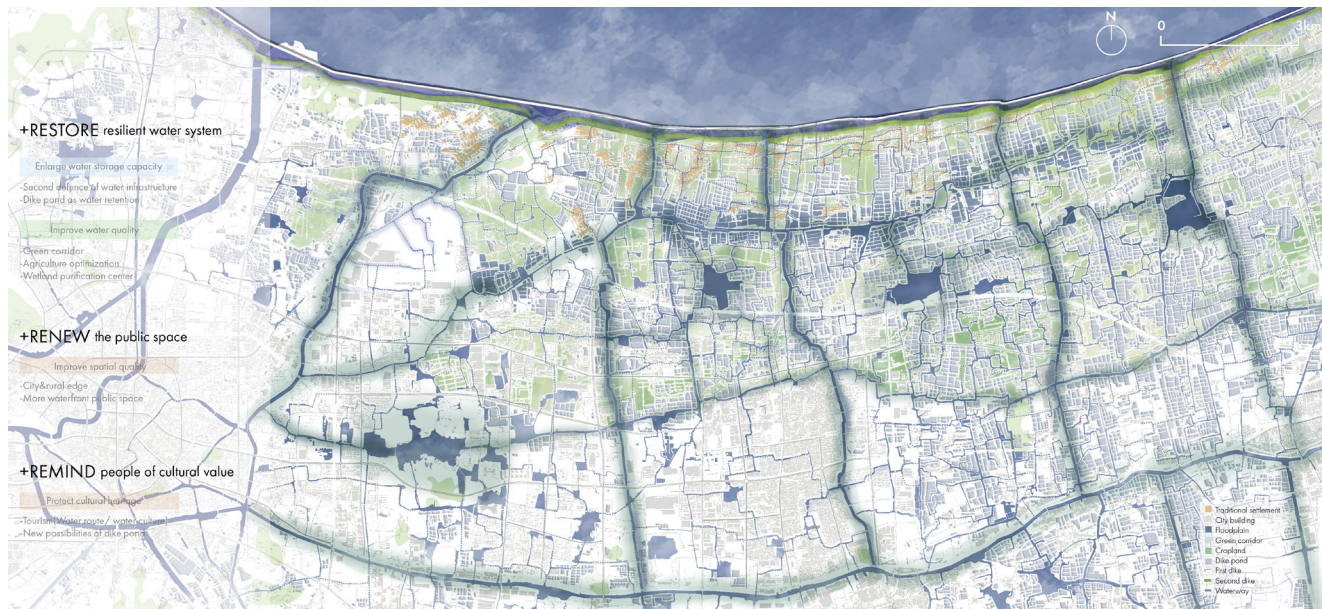 N
0
3km
+RESTORE resilient water system
Enlarge water storage capacity
-Second defence of water infrastructure
-Dike pond as water retention
Improve water quality
-Green corridor
-Agriculture optimization
-Wetland purification center
+RENEW the public space
Improve spatial quality
-City&rural edge
-More waterfront public space
+REMIND people of cultural value
Protect cultural heritage
-Tourism(Water route/ water culture)
-New possibilities of dike pond
Traditional settlement
City building
Floodplain
Green corridor
Cropland
Dike pond
First dike
Second dike
Waterway